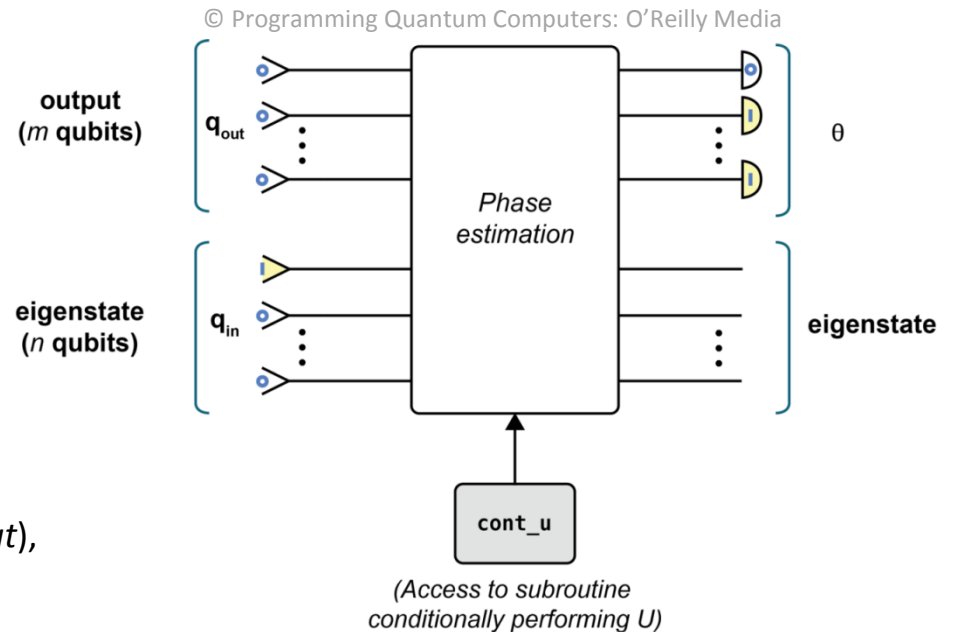 © Programming Quantum Computers: O'Reilly Media
output
(m qubits)
q_out
θ
Phase
estimation
eigenstate
(n qubits)
q_in
eigenstate
cont_u
t),
(Access to subroutine
conditionally performing U)